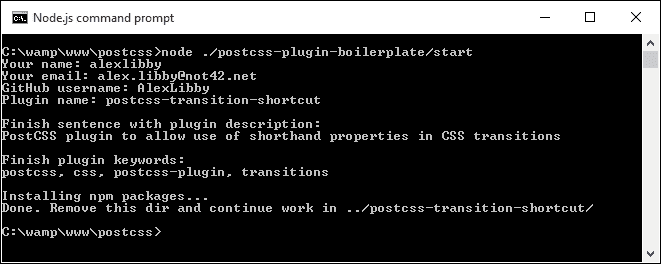 Node.js command prompt
C:\wamp\www\postcss>node ./postcss-plugin-boilerplate/start
Your name: alexlibby
Your email: alex.libby@not42.net
GitHub username: AlexLibby
Plugin name: postcss-transition-shortcut
Finish sentence with plugin description:
PostCSS plugin to allow use of shorthand properties in CSS transitions
Finish plugin keywords:
postcss, css, postcss-plugin, transitions
Installing npm packages...
Done. Remove this dir and continue work in ../postcss-transition-shortcut/
C:\wamp\www\postcss>